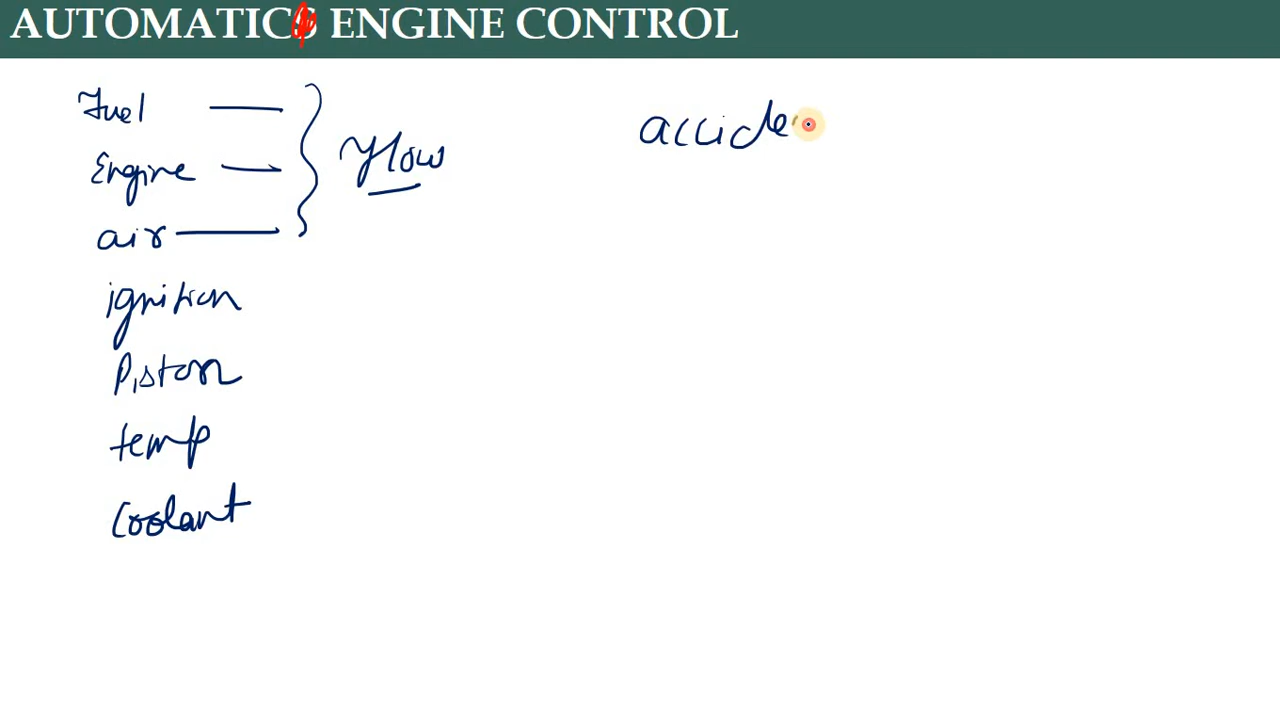 AUTOMATICS ENGINE CONTROL
Fuel
Engine
air
Flow
ignition
Piston
temp
Coolant
accide